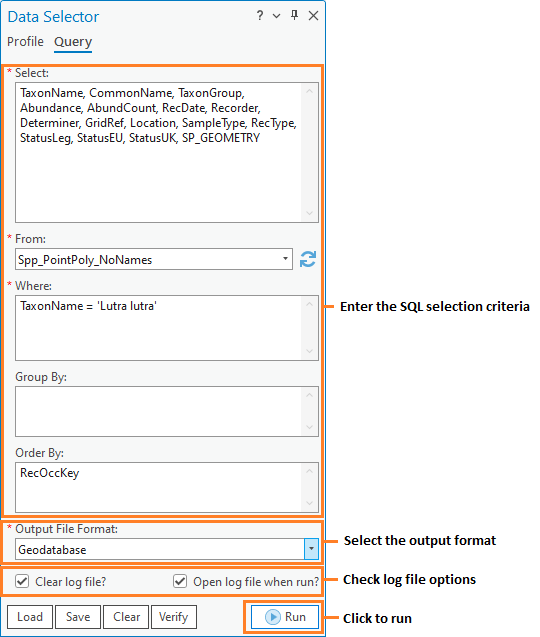 Data Selector
Profile Query
* Select:
TaxonName, CommonName, TaxonGroup,
Abundance, AbundCount, RecDate, Recorder,
Determiner, GridRef, Location, SampleType, RecType,
StatusLeg, StatusEU, StatusUK, SP_GEOMETRY
* From:
Spp_PointPoly_NoNames
* Where:
TaxonName = 'Lutra lutra'
Enter the SQL selection criteria
Group By:
Order By:
RecOccKey
* Output File Format:
Geodatabase
Select the output format
Clear log file? Open log file when run?
Check log file options
Load Save Clear Verify Run
Click to run